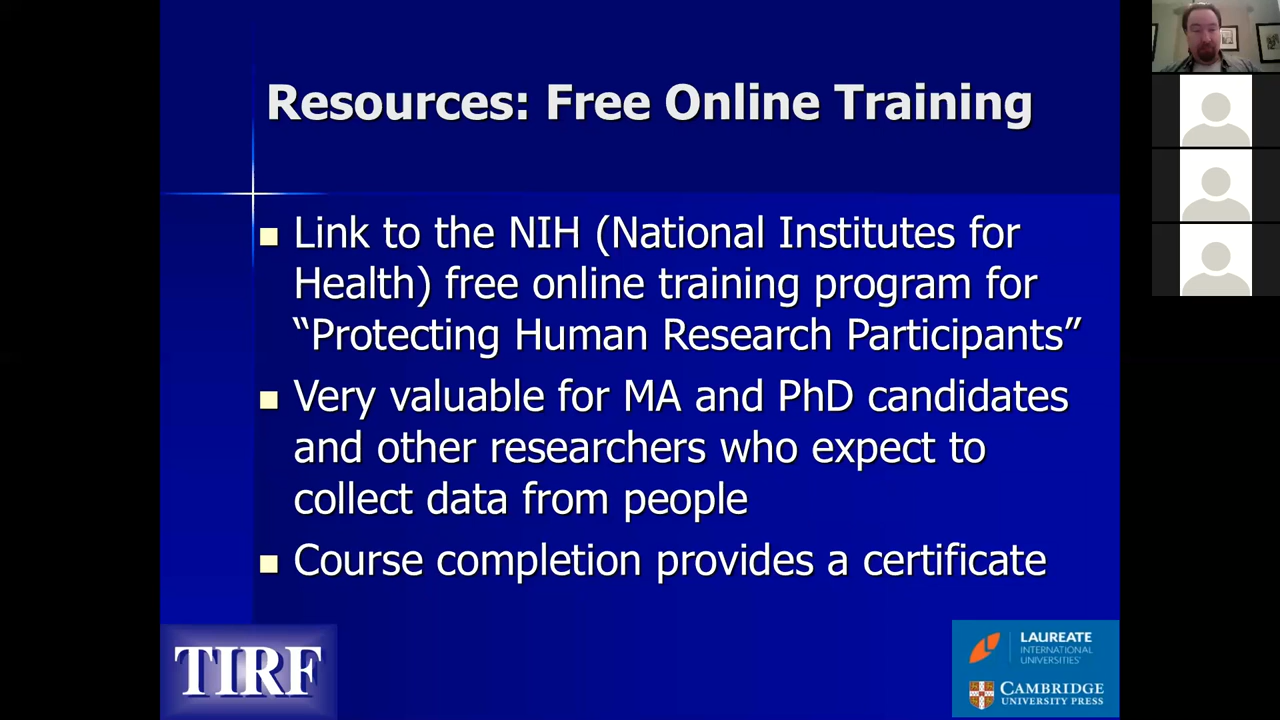 Resources: Free Online Training
Link to the NIH (National Institutes for
Health) free online training program for
“Protecting Human Research Participants”
Very valuable for MA and PhD candidates
and other researchers who expect to
collect data from people
Course completion provides a certificate
TIRF
LAUREATE
INTERNATIONAL
UNIVERSITIES
CAMBRIDGE
UNIVERSITY PRESS